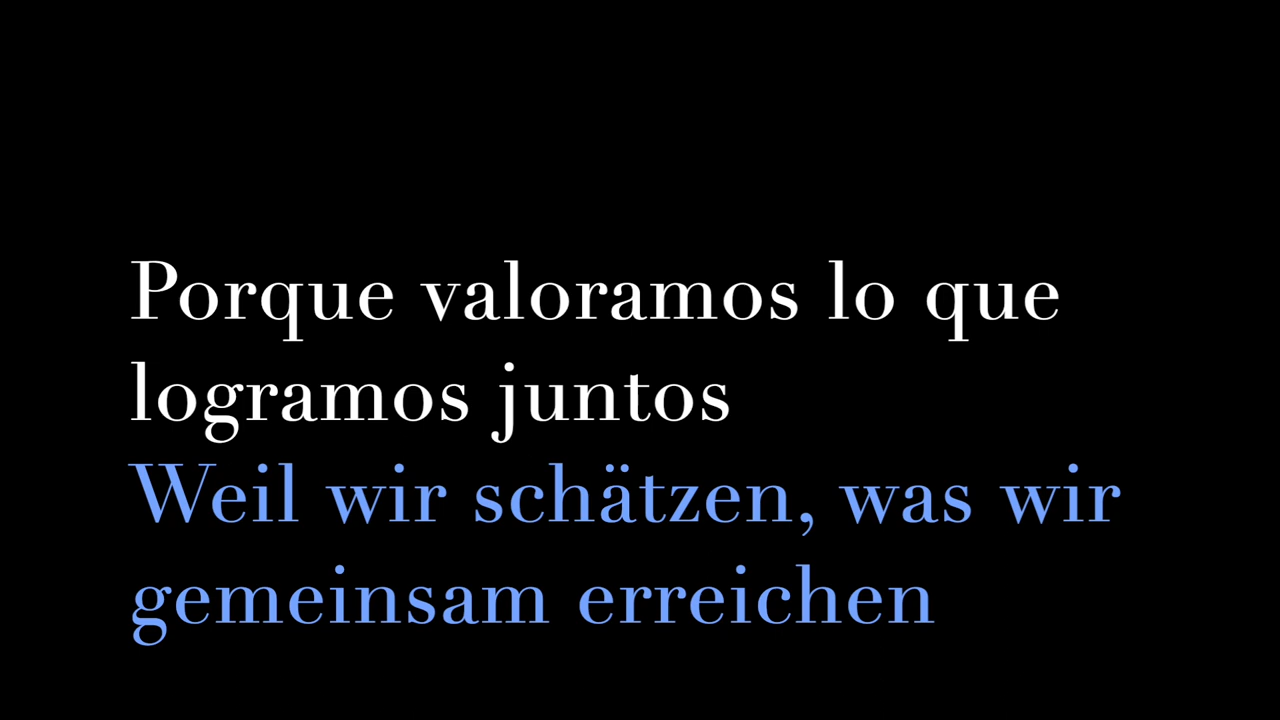 Porque valoramos lo que
logramos juntos
Weil wir schätzen, was wir
gemeinsam erreichen